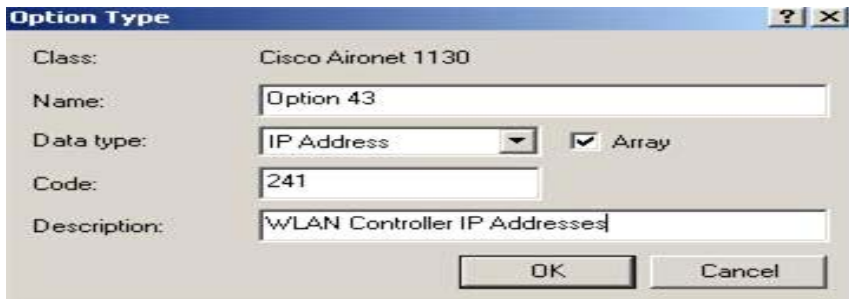 Option Type ? ×
Class: Cisco Aironet 1130
Name: Option 43
Data type: IP Address Array
Code: 241
Description: WLAN Controller IP Addresses
OK Cancel